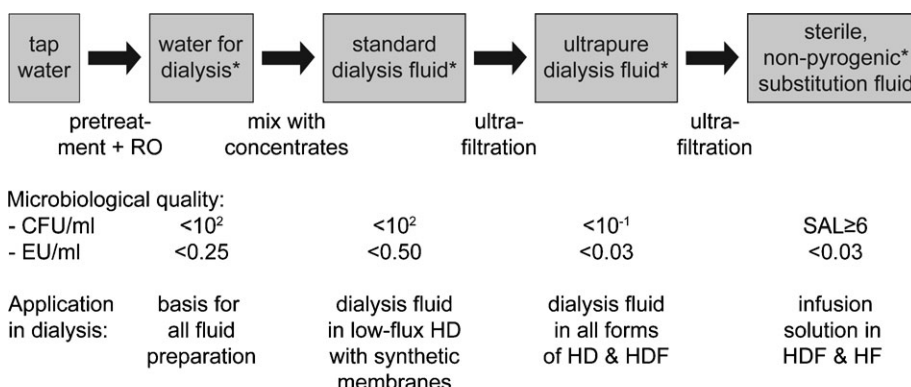 tap
water
water for
dialysis*
standard
dialysis fluid*
ultrapure
dialysis fluid*
sterile,
non-pyrogenic*
substitution fluid
pretreat-
ment + RO
mix with
concentrates
ultra-
filtration
ultra-
filtration
Microbiological quality:
- CFU/ml <10² <10² <10⁻¹ SAL≥6
- EU/ml <0.25 <0.50 <0.03 <0.03
Application
in dialysis:
basis for
all fluid
preparation
dialysis fluid
in low-flux HD
with synthetic
membranes
dialysis fluid
in all forms
of HD & HDF
infusion
solution in
HDF & HF